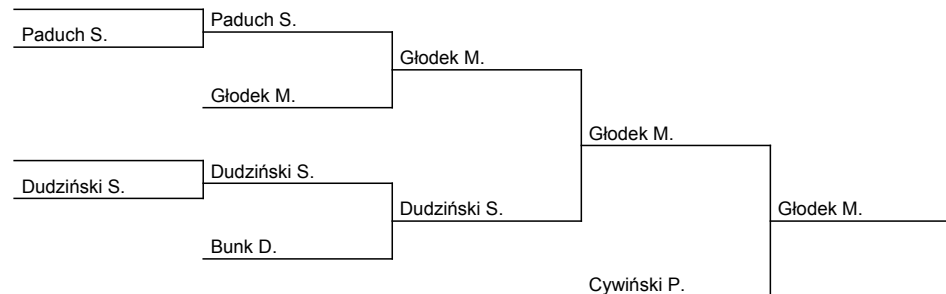 Paduch S.
Paduch S.
Głodek M.
Głodek M.
Głodek M.
Dudziński S.
Dudziński S.
Dudziński S.
Głodek M.
Bunk D.
Cywiński P.